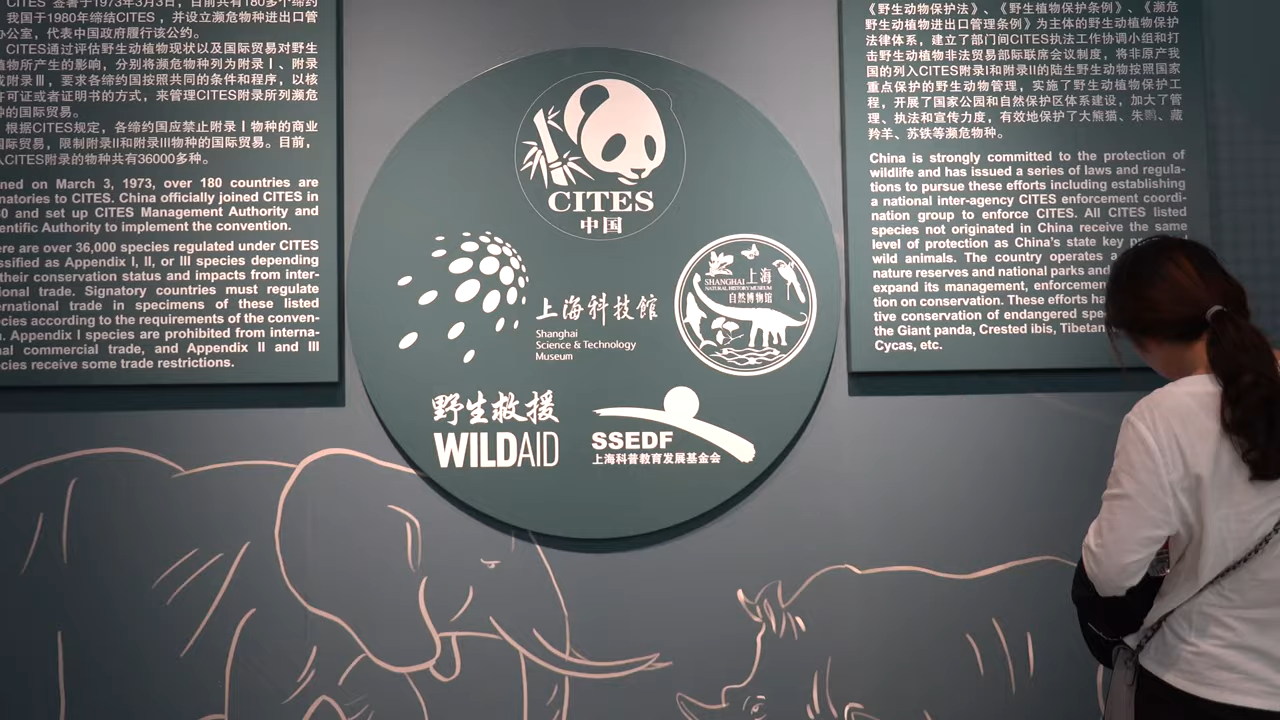 CITES 签署于1973年3月3日，目前共有180多个缔约
我国于1980年缔结CITES，并设立濒危物种进出口管
办公室，代表中国政府履行该公约。
CITES通过评估野生动植物现状以及国际贸易对野生
植物所产生的影响，分别将濒危物种列为附录Ⅰ、附录
或附录Ⅲ，要求各缔约国按照共同的条件和程序，以核
许可证或者证明书的方式，来管理CITES附录所列濒危
种的国际贸易。
根据CITES规定，各缔约国应禁止附录Ⅰ物种的商业
国际贸易，限制附录II和附录III物种的国际贸易。目前，
入CITES附录的物种共有36000多种。
ned on March 3, 1973, over 180 countries are
natories to CITES. China officially joined CITES in
0 and set up CITES Management Authority and
entific Authority to implement the convention.
ere are over 36,000 species regulated under CITES
ssified as Appendix I, II, or III species depending
their conservation status and impacts from inter-
ional trade. Signatory countries must regulate
ernational trade in specimens of these listed
cies according to the requirements of the conven-
n. Appendix I species are prohibited from interna-
nal commercial trade, and Appendix II and III
cies receive some trade restrictions.
CITES
中国
上海科技馆
Shanghai
Science & Technology
Museum
SHANGHAI 上海
NATURAL HISTORY MUSEUM
自然博物馆
野生救援
WILDAID
SSEDF
上海科普教育发展基金会
《野生动物保护法》、《野生植物保护条例》、《濒危
野生动植物进出口管理条例》为主体的野生动植物保护
法律体系，建立了部门间CITES执法工作协调小组和打
击野生动植物非法贸易部际联席会议制度，将非原产我
国的列入CITES附录I和附录II的陆生野生动物按照国家
重点保护的野生动物管理，实施了野生动植物保护工
程，开展了国家公园和自然保护区体系建设，加大了管
理、执法和宣传力度，有效地保护了大熊猫、朱鹮、藏
羚羊、苏铁等濒危物种。
China is strongly committed to the protection of
wildlife and has issued a series of laws and regula-
tions to pursue these efforts including establishing
a national inter-agency CITES enforcement coordi-
nation group to enforce CITES. All CITES listed
species not originated in China receive the same
level of protection as China's state key pr
wild animals. The country operates a
nature reserves and national parks and
expand its management, enforcemen
tion on conservation. These efforts ha
tive conservation of endangered spe
the Giant panda, Crested ibis, Tibetan
Cycas, etc.